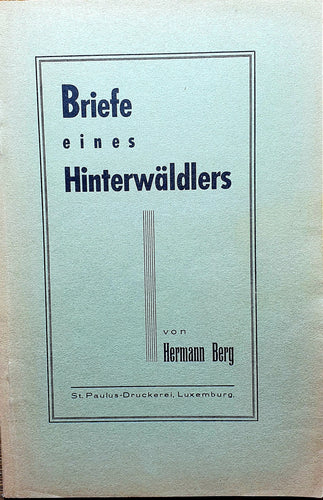 Briefe
eines
Hinterwäldlers
von
Hermann Berg
St. Paulus-Druckerei, Luxemburg.